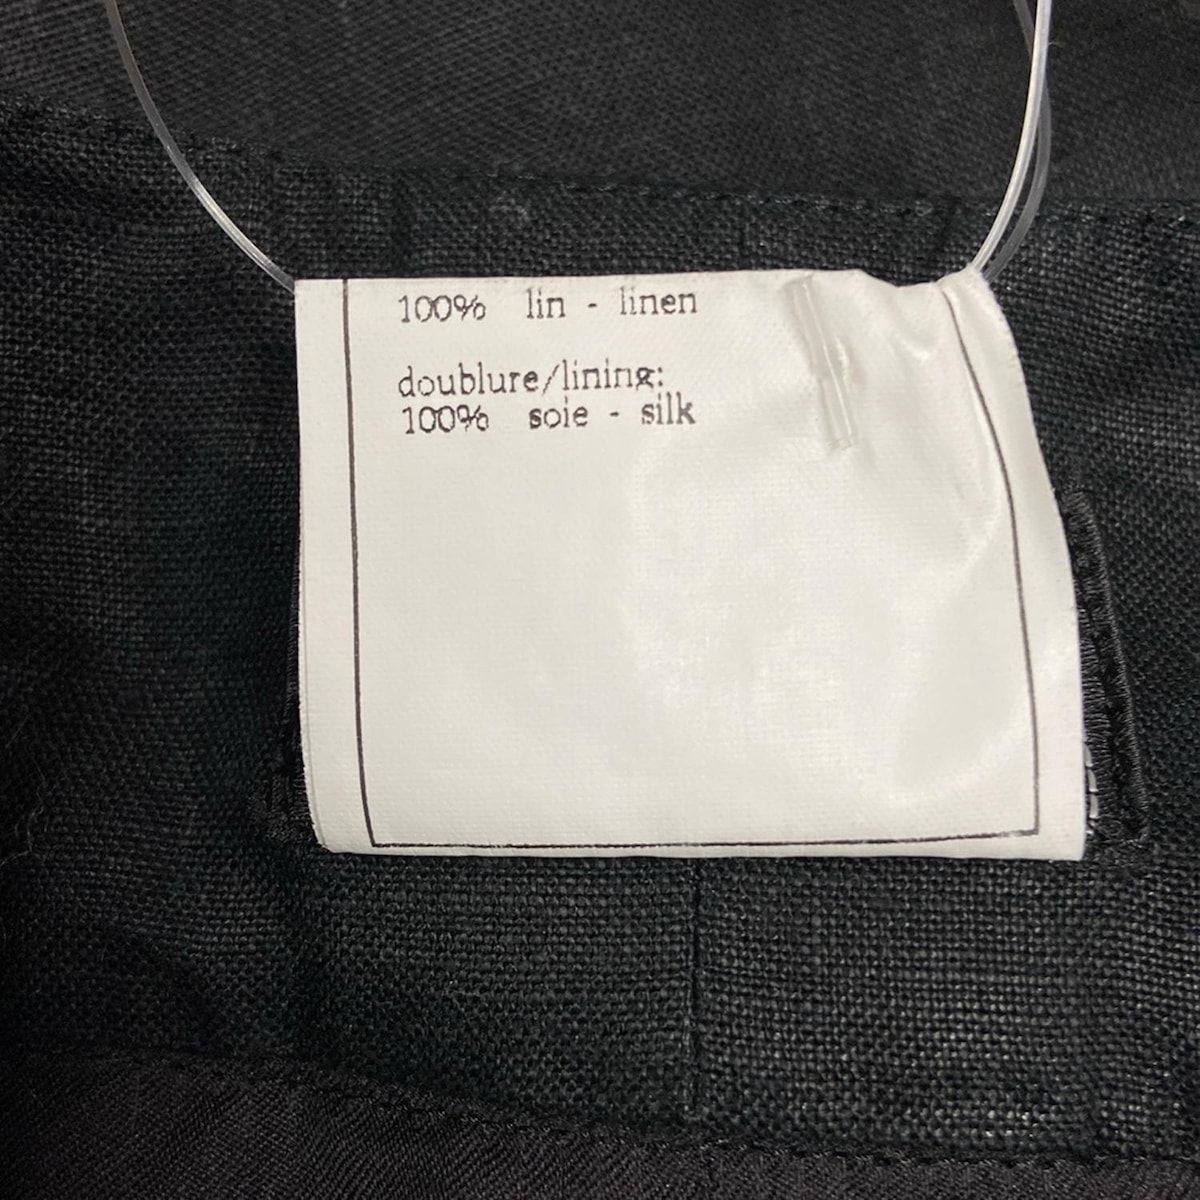 100% lin - linen
doublure/lining:
100% soie - silk